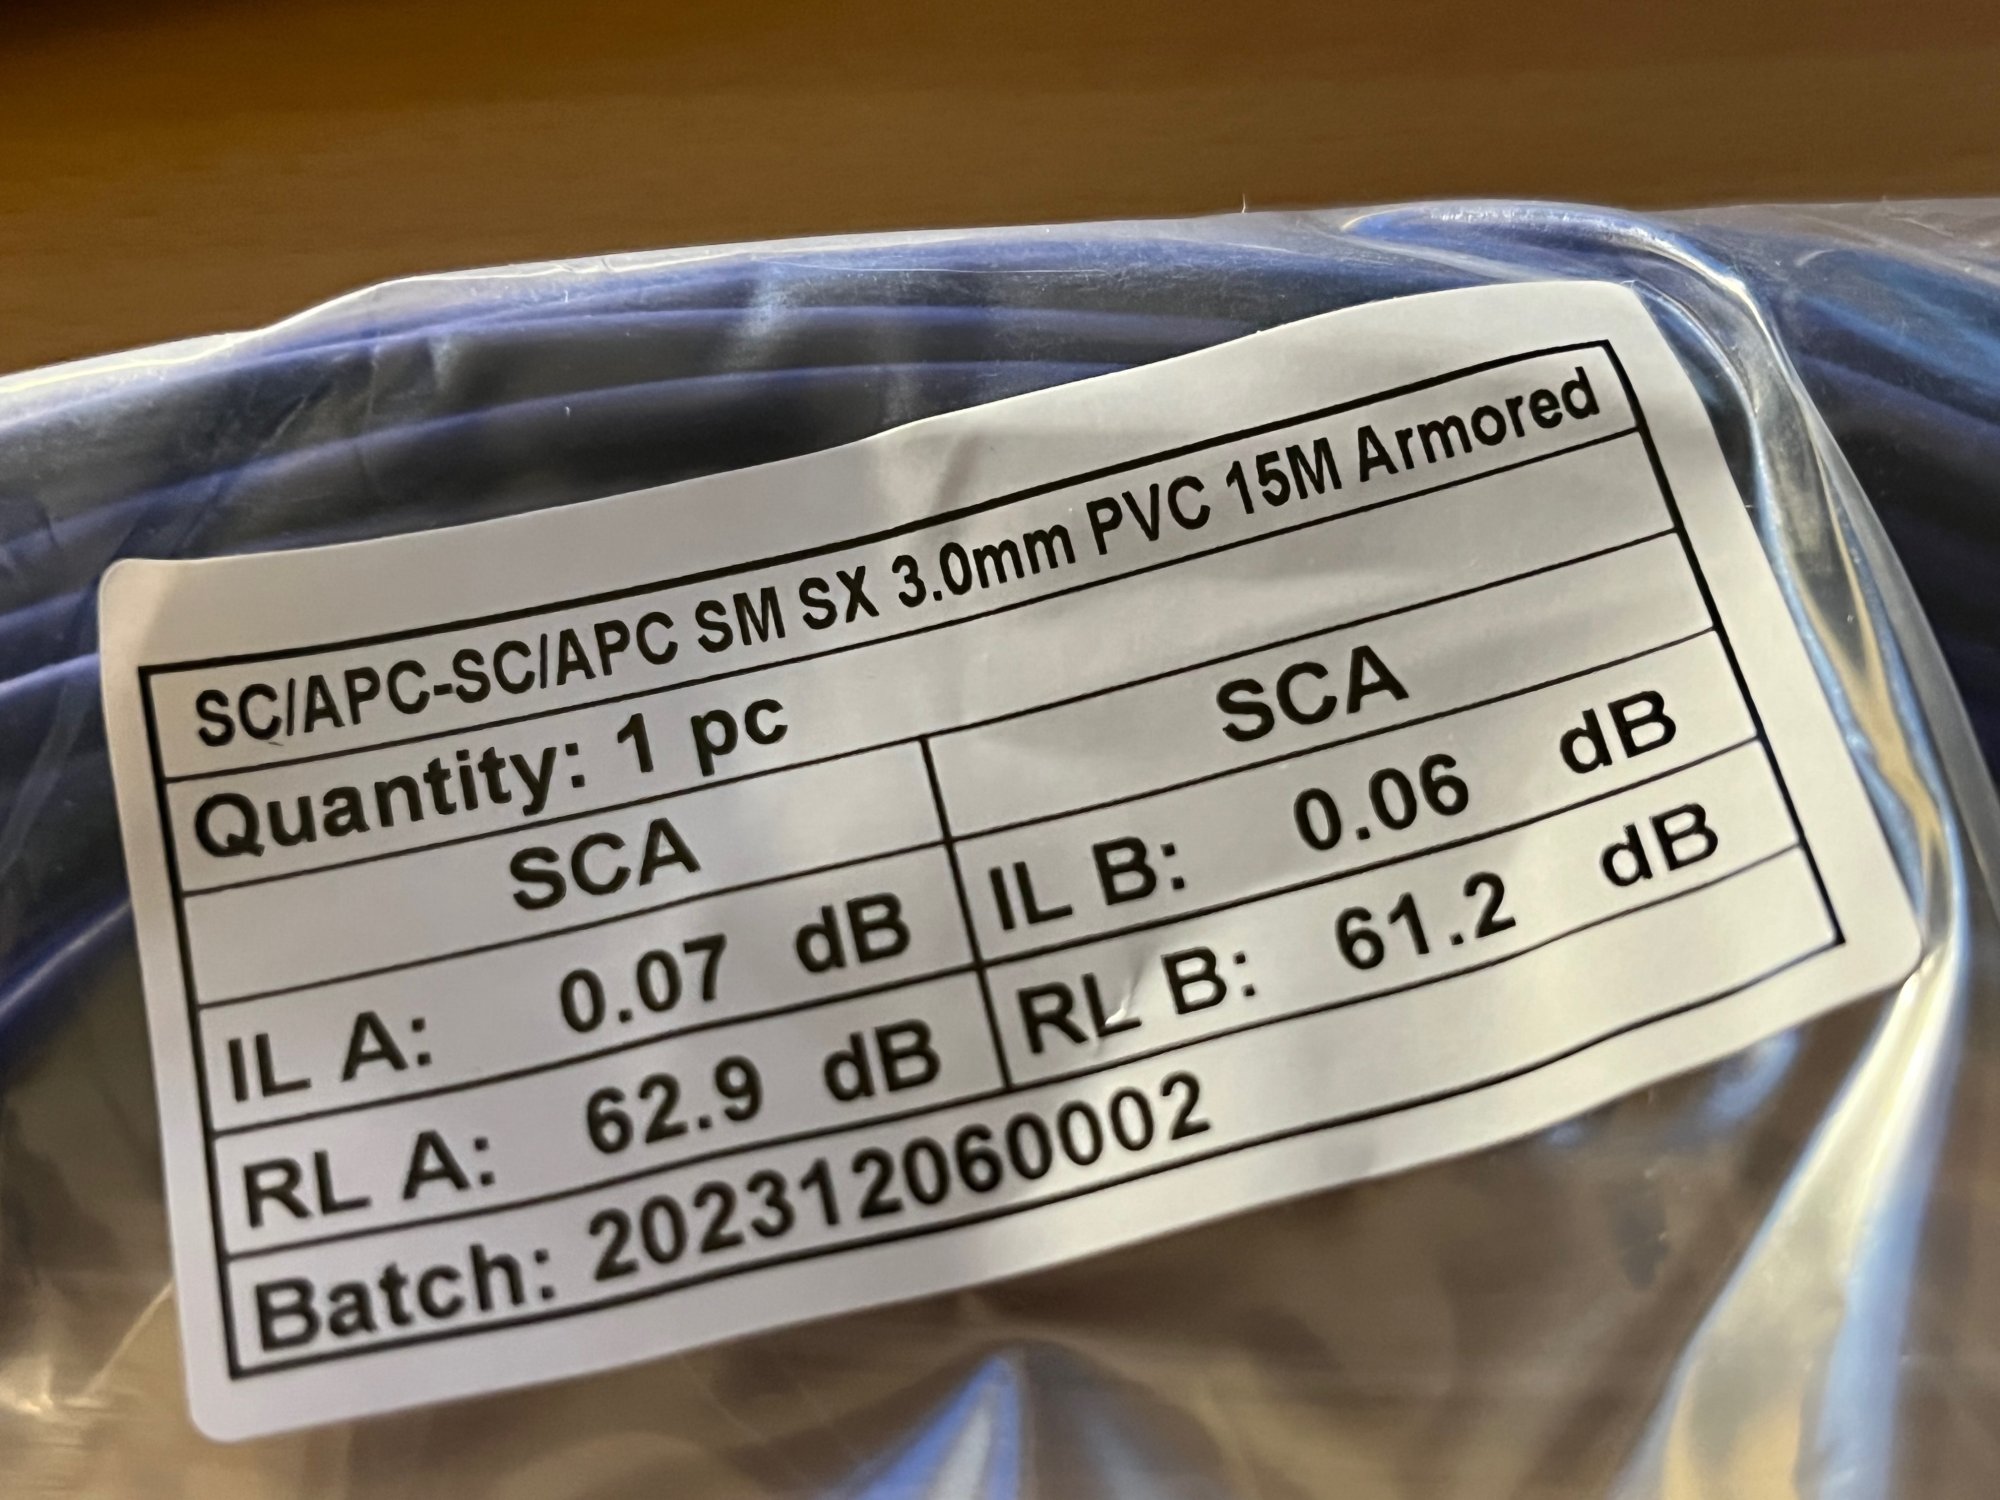 SC/APC-SC/APC SM SX 3.0mm PVC 15M Armored
Quantity: 1 pc
SCA SCA
IL A: 0.07 dB IL B: 0.06 dB
RL A: 62.9 dB RL B: 61.2 dB
Batch: 202312060002